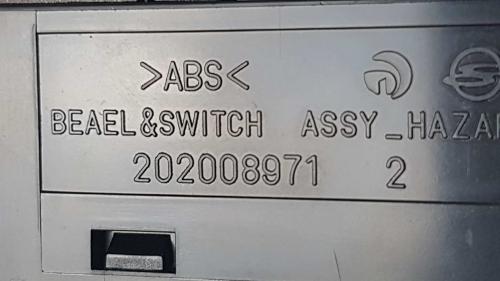 >ABS<
BEAEL&SWITCH ASSY_HAZA
202008971 2